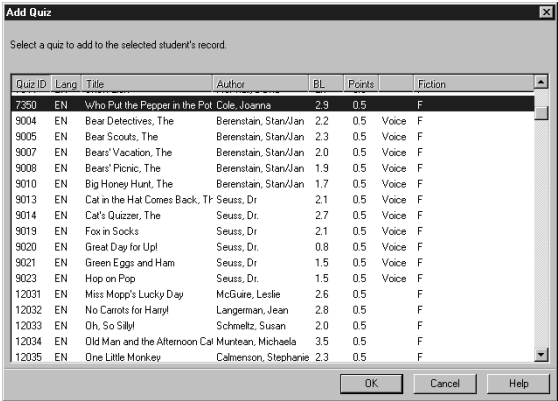 Add Quiz
Select a quiz to add to the selected student's record.
Quiz ID Lang Title Author BL Points Fiction
7350 EN Who Put the Pepper in the Pot Cole, Joanna 2.9 0.5 F
9004 EN Bear Detectives, The Berenstain, Stan/Jan 2.2 0.5 Voice F
9005 EN Bear Scouts, The Berenstain, Stan/Jan 2.3 0.5 Voice F
9007 EN Bears' Vacation, The Berenstain, Stan/Jan 2.0 0.5 Voice F
9008 EN Bears' Picnic, The Berenstain, Stan/Jan 1.9 0.5 Voice F
9010 EN Big Honey Hunt, The Berenstain, Stan/Jan 1.7 0.5 Voice F
9013 EN Cat in the Hat Comes Back, Th Seuss, Dr 2.1 0.5 Voice F
9014 EN Cat's Quizzer, The Seuss, Dr. 2.7 0.5 Voice F
9019 EN Fox in Socks Seuss, Dr 2.1 0.5 Voice F
9020 EN Great Day for Up! Seuss, Dr. 0.8 0.5 Voice F
9021 EN Green Eggs and Ham Seuss, Dr. 1.5 0.5 Voice F
9023 EN Hop on Pop Seuss, Dr. 1.5 0.5 Voice F
12031 EN Miss Mopp's Lucky Day McGuire, Leslie 2.6 0.5 F
12032 EN No Carrots for Harry! Langerman, Jean 2.8 0.5 F
12033 EN Oh, So Silly! Schmeltz, Susan 2.0 0.5 F
12034 EN Old Man and the Afternoon Cat Muntean, Michaela 3.5 0.5 F
12035 EN One Little Monkey Calmenson, Stephanie 2.3 0.5 F
OK Cancel Help